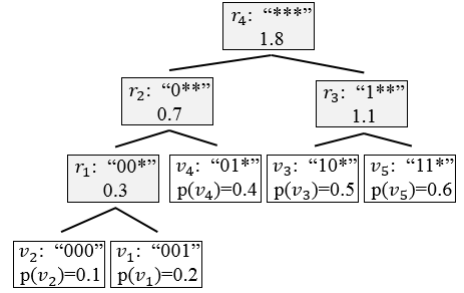 r₄: “***”
1.8
r₂: “0**”
0.7
r₃: “1**”
1.1
r₁: “00*”
0.3
v₄: “01*”
p(v₄)=0.4
v₃: “10*”
p(v₃)=0.5
v₅: “11*”
p(v₅)=0.6
v₂: “000”
p(v₂)=0.1
v₁: “001”
p(v₁)=0.2